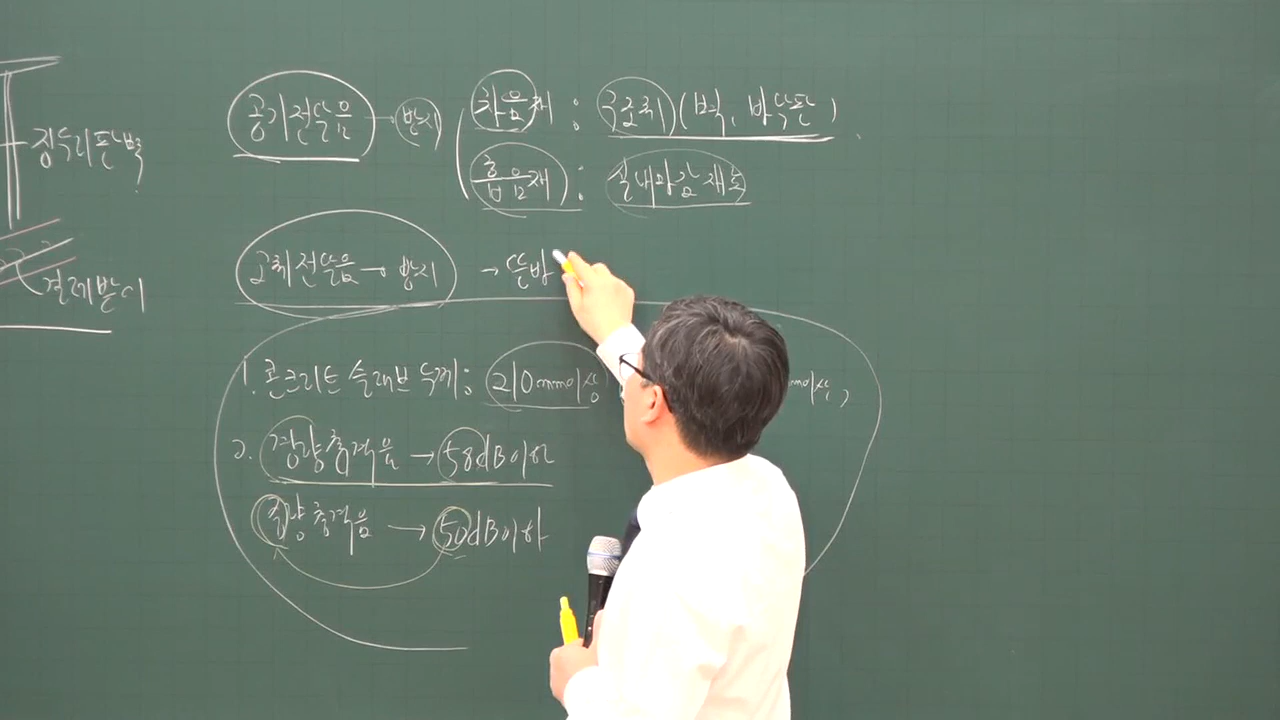 공기전달음 → 방지
차음재 : 구조체 (벽, 바닥판)
흡음재 : 실내마감재료
징두리판벽
걸레받이
고체전달음 → 방지 → 뜬바
1. 콘크리트 슬래브 두께 : 210mm이상 mm이상,
2. 경량충격음 → 58dB이하
중량충격음 → 50dB이하